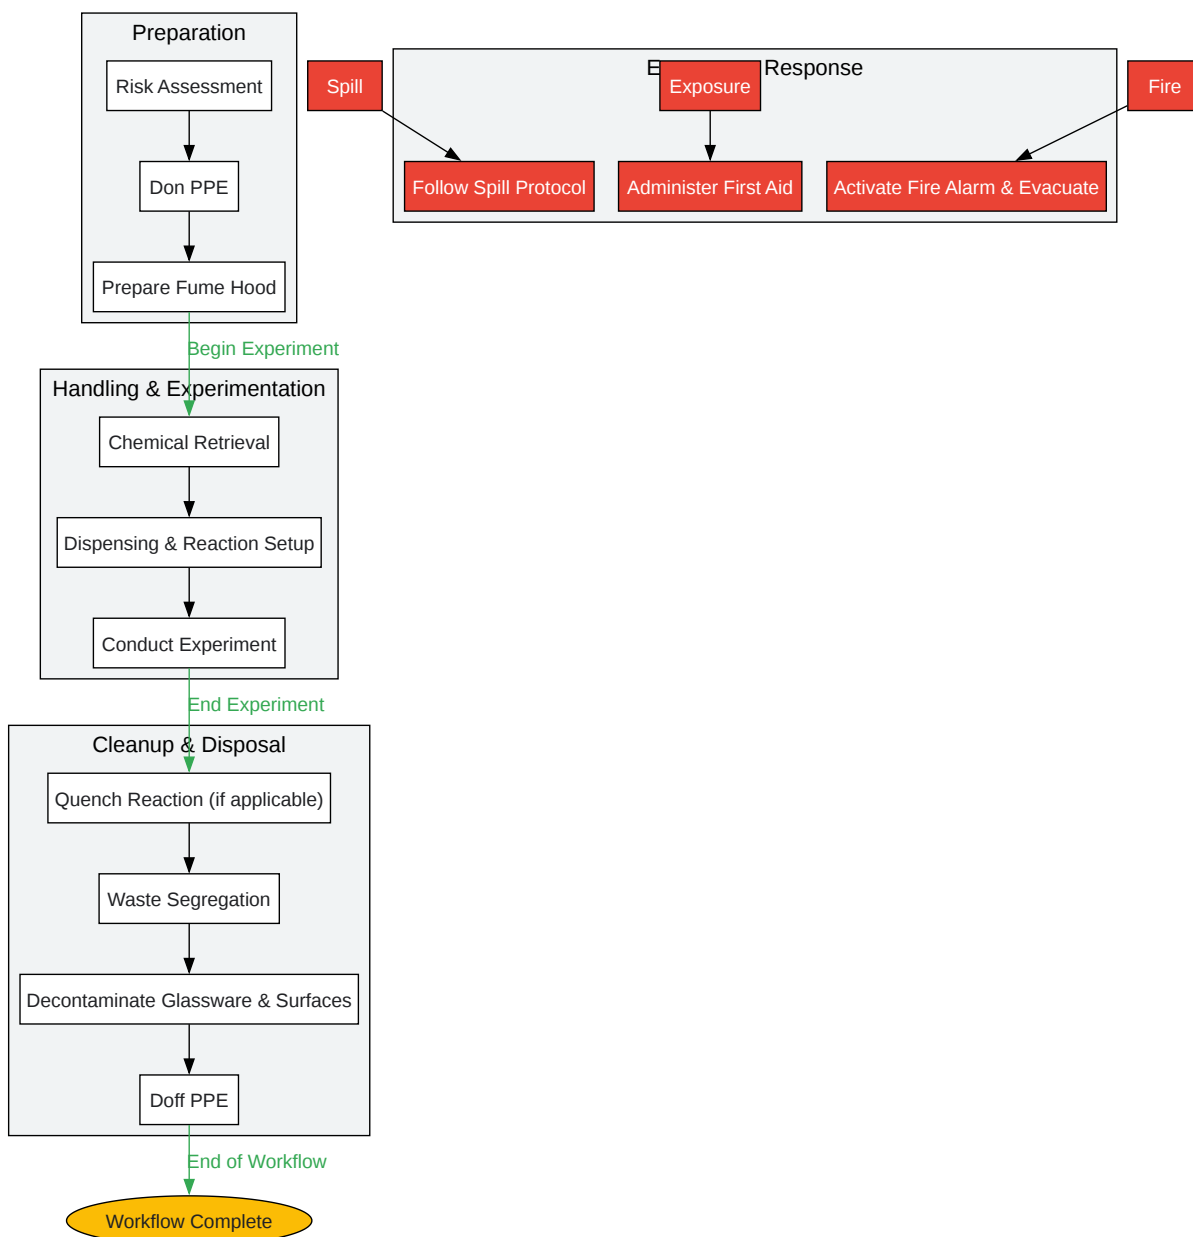 Preparation
Risk Assessment
Don PPE
Prepare Fume Hood
Begin Experiment
Handling & Experimentation
Chemical Retrieval
Dispensing & Reaction Setup
Conduct Experiment
End Experiment
Cleanup & Disposal
Quench Reaction (if applicable)
Waste Segregation
Decontaminate Glassware & Surfaces
Doff PPE
End of Workflow
Workflow Complete
Response
Spill
Exposure
Fire
Follow Spill Protocol
Administer First Aid
Activate Fire Alarm & Evacuate